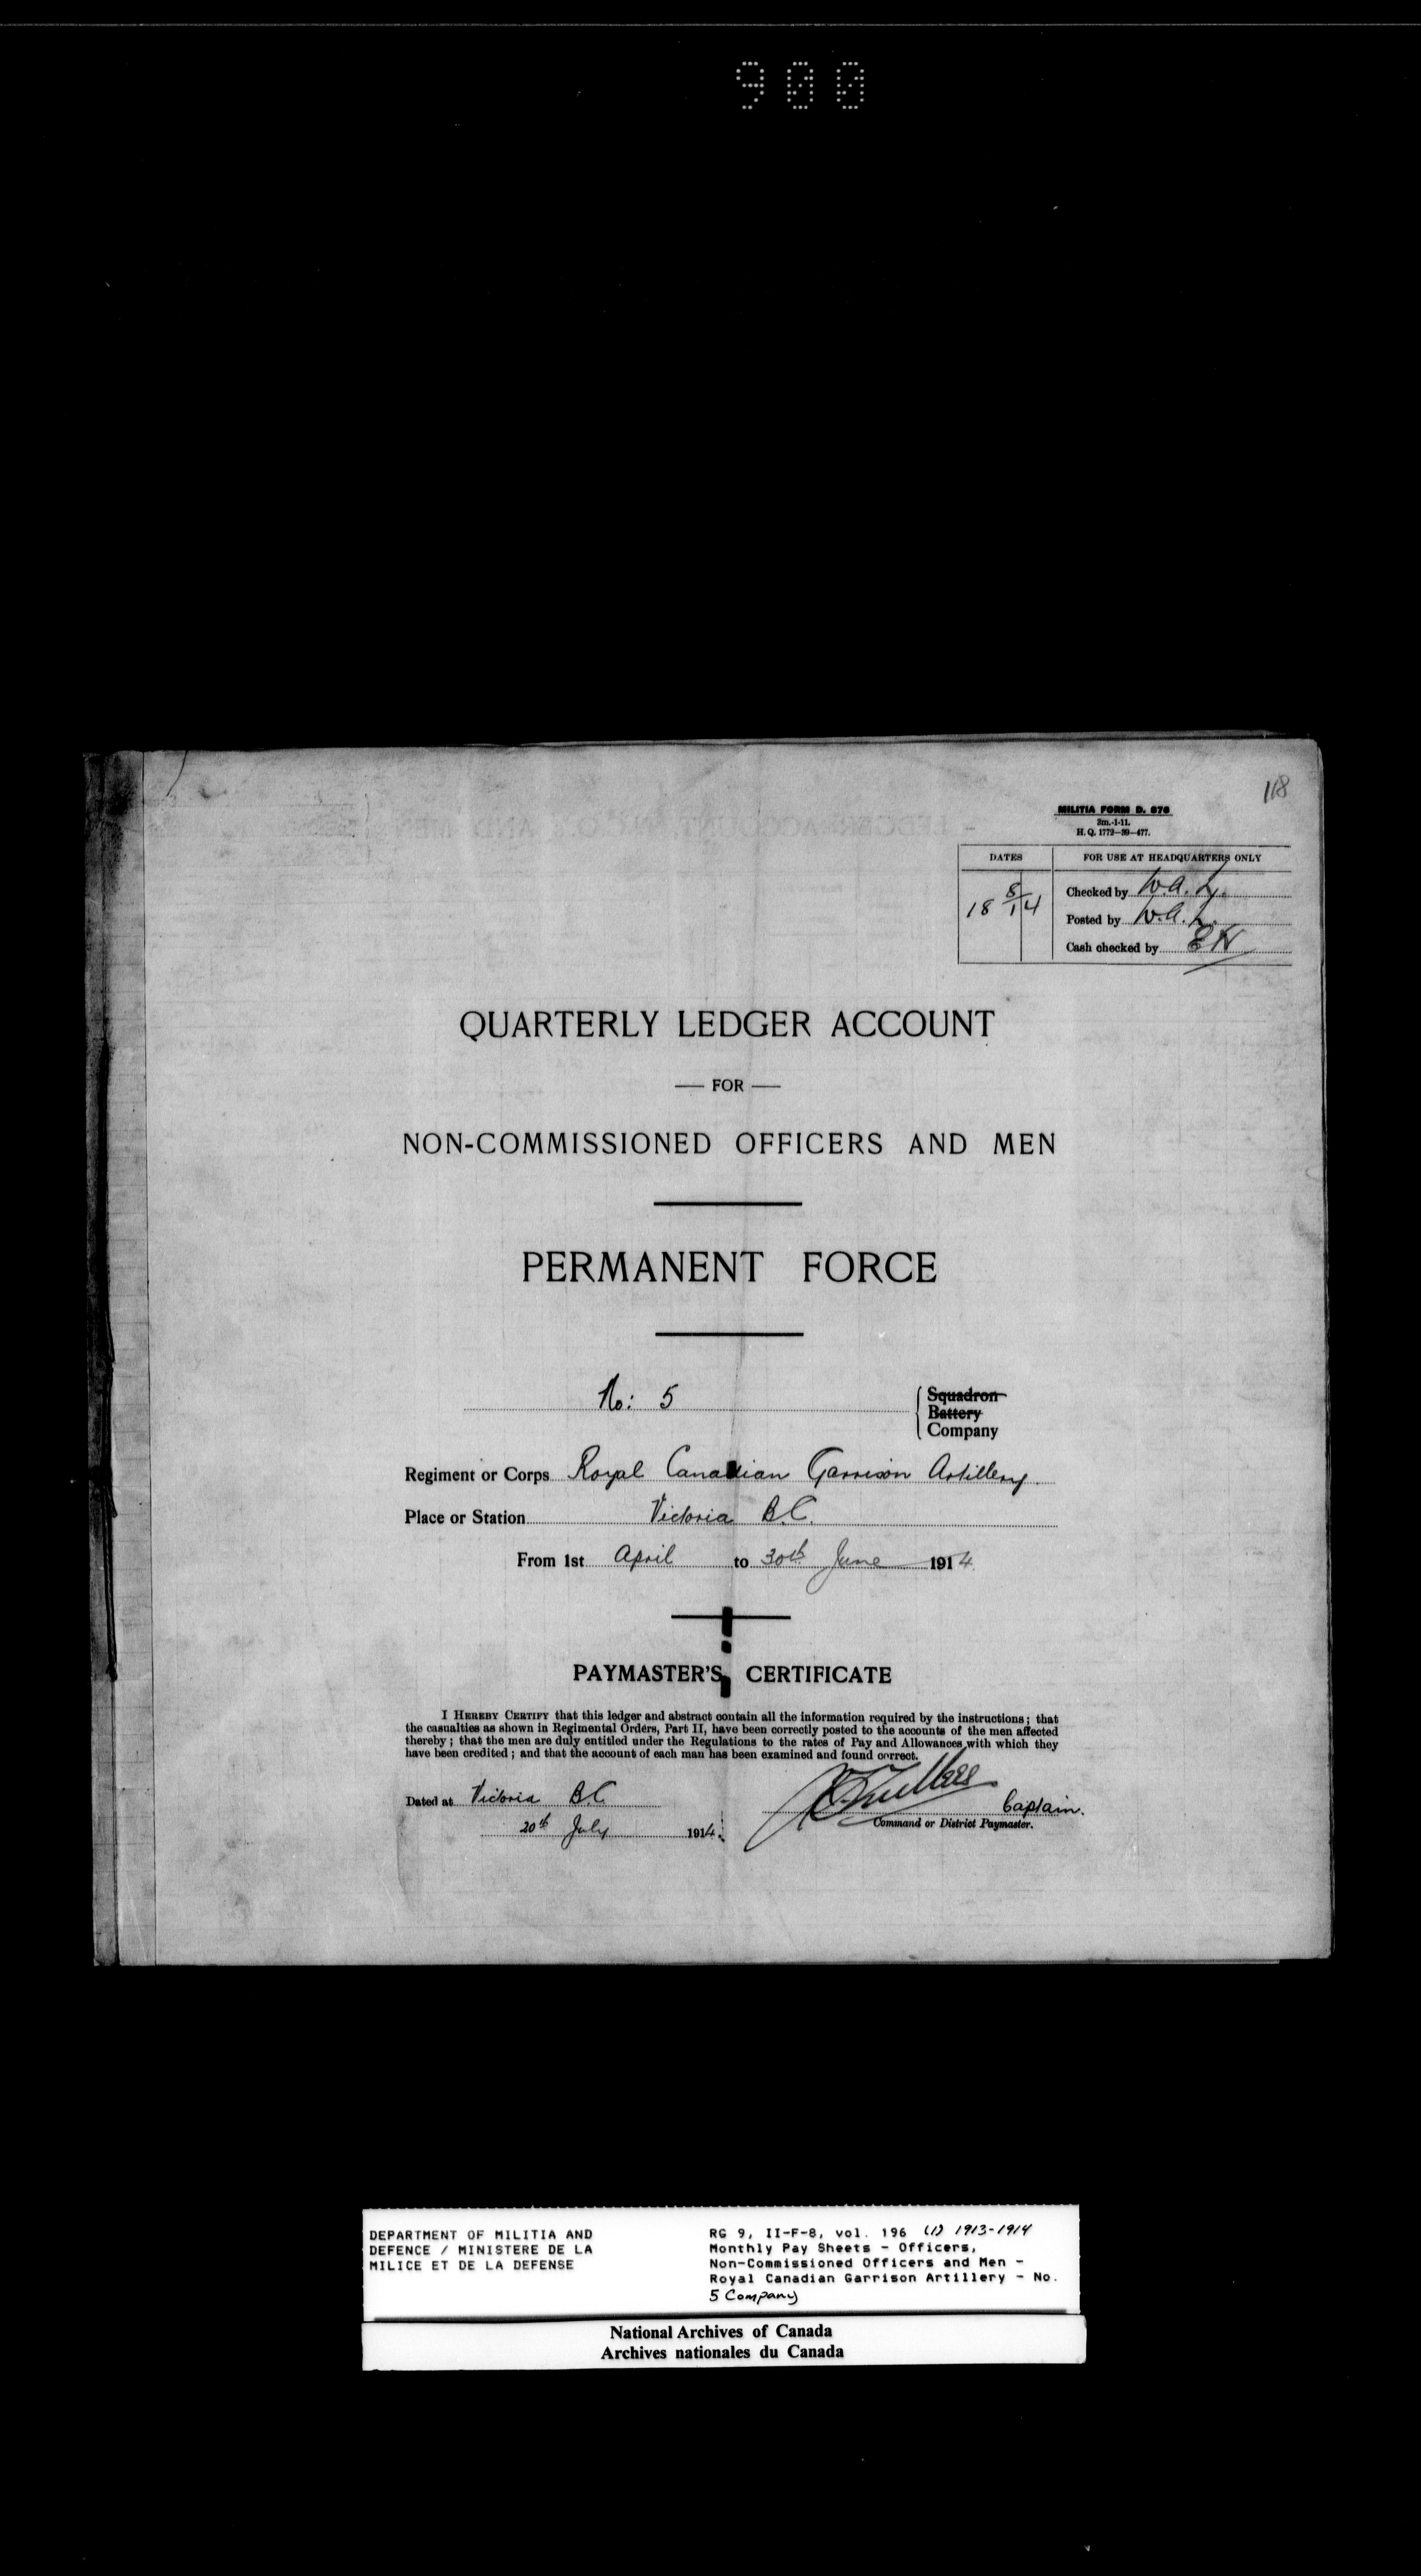 900
118
MILITIA FORM D. 876
3m.-1-11.
H. Q. 1772-39-477.
DATES
FOR USE AT HEADQUARTERS ONLY
18 8/14
Checked by W.A.L.
Posted by W.A.L.
Cash checked by
QUARTERLY LEDGER ACCOUNT
— FOR —
NON-COMMISSIONED OFFICERS AND MEN
PERMANENT FORCE
No: 5
Squadron
Battery
Company
Regiment or Corps Royal Canadian Garrison Artillery.
Place or Station Victoria B.C.
From 1st April to 30th June 1914
PAYMASTER'S CERTIFICATE
I HEREBY CERTIFY that this ledger and abstract contain all the information required by the instructions; that
the casualties as shown in Regimental Orders, Part II, have been correctly posted to the accounts of the men affected
thereby; that the men are duly entitled under the Regulations to the rates of Pay and Allowances with which they
have been credited; and that the account of each man has been examined and found correct.
Dated at Victoria B.C.
Captain.
Command or District Paymaster.
20th July 1914.
DEPARTMENT OF MILITIA AND
DEFENCE / MINISTERE DE LA
MILICE ET DE LA DEFENSE
RG 9, II-F-8, vol. 196 (1) 1913-1914
Monthly Pay Sheets - Officers,
Non-Commissioned Officers and Men -
Royal Canadian Garrison Artillery - No.
5 Company
National Archives of Canada
Archives nationales du Canada